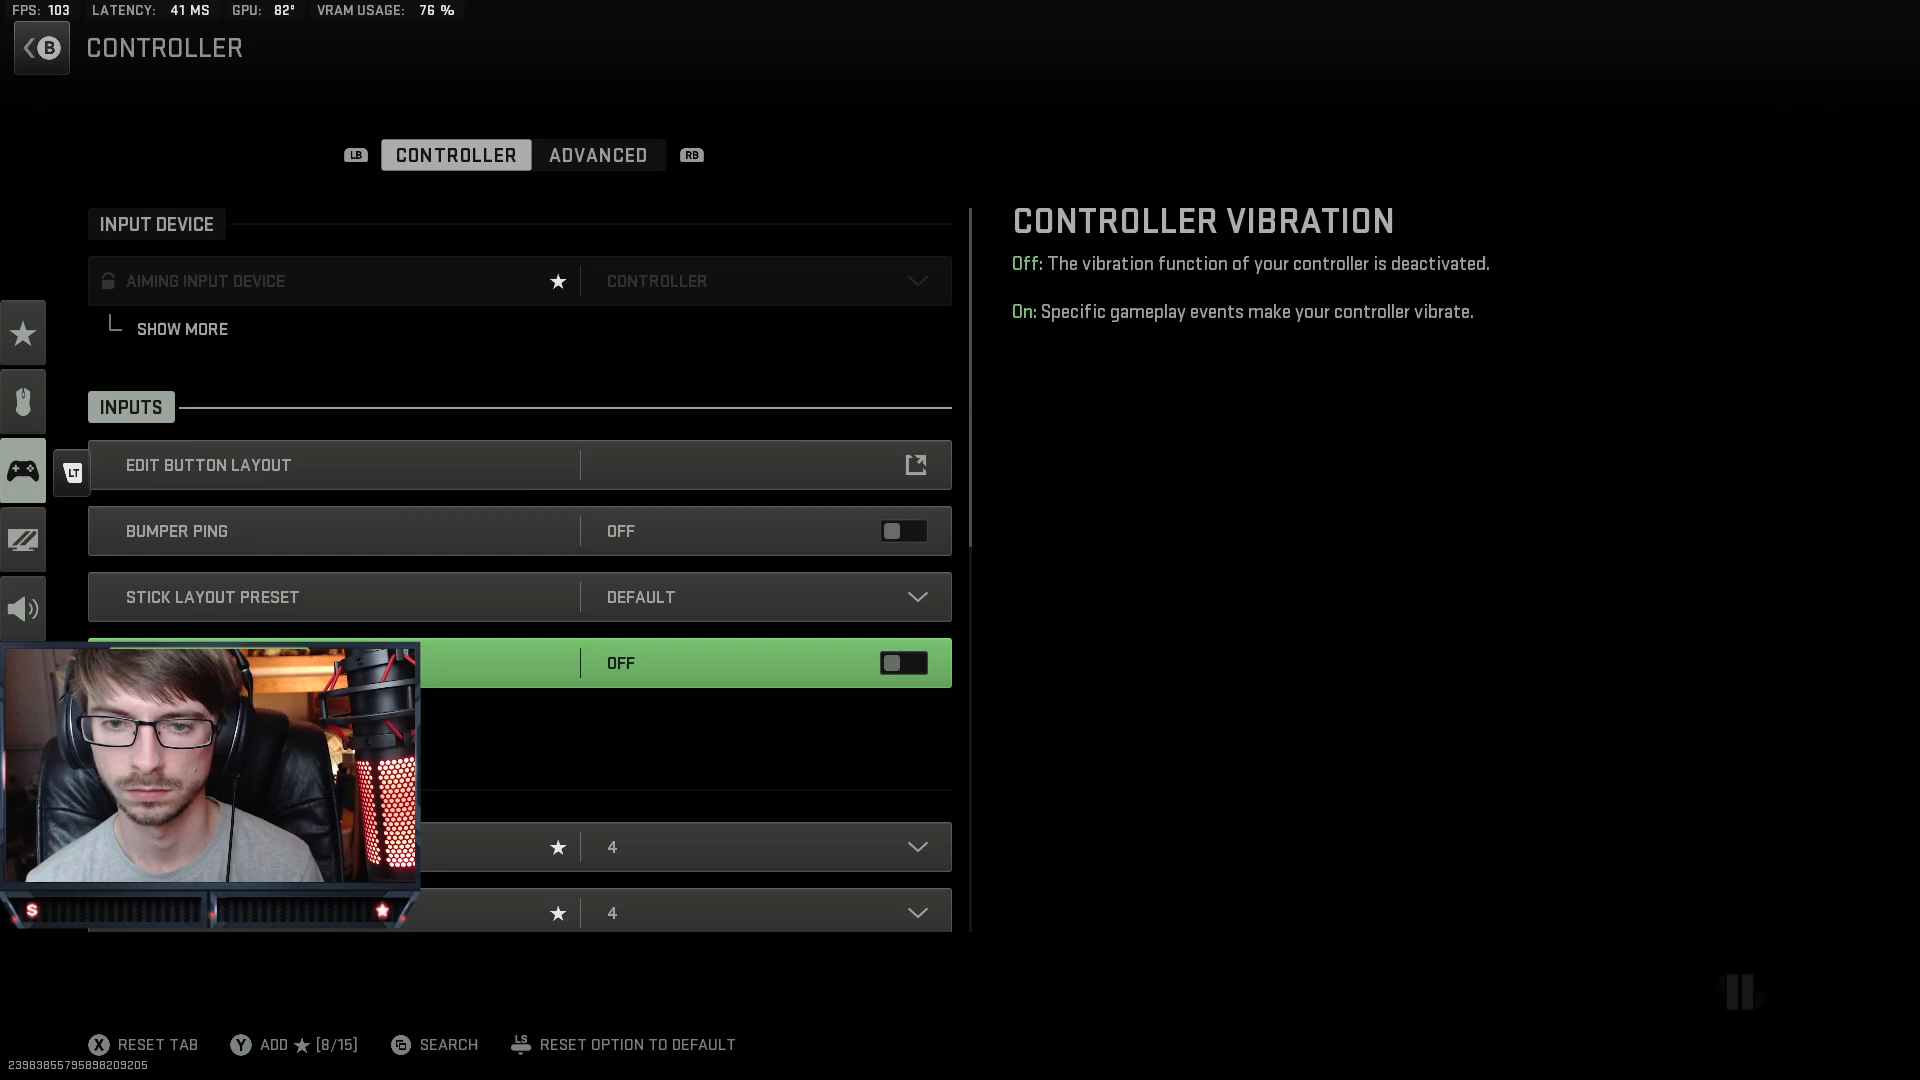 FPS: 103 LATENCY: 41 MS GPU: 82° VRAM USAGE: 76 %
B CONTROLLER
LB CONTROLLER ADVANCED RB
INPUT DEVICE
AIMING INPUT DEVICE ★ CONTROLLER
SHOW MORE
INPUTS
LT EDIT BUTTON LAYOUT
BUMPER PING OFF
STICK LAYOUT PRESET DEFAULT
OFF
★ 4
★ 4
S
CONTROLLER VIBRATION
Off: The vibration function of your controller is deactivated.
On: Specific gameplay events make your controller vibrate.
X RESET TAB Y ADD ★ [8/15] SEARCH LS RESET OPTION TO DEFAULT
23983855795898209205